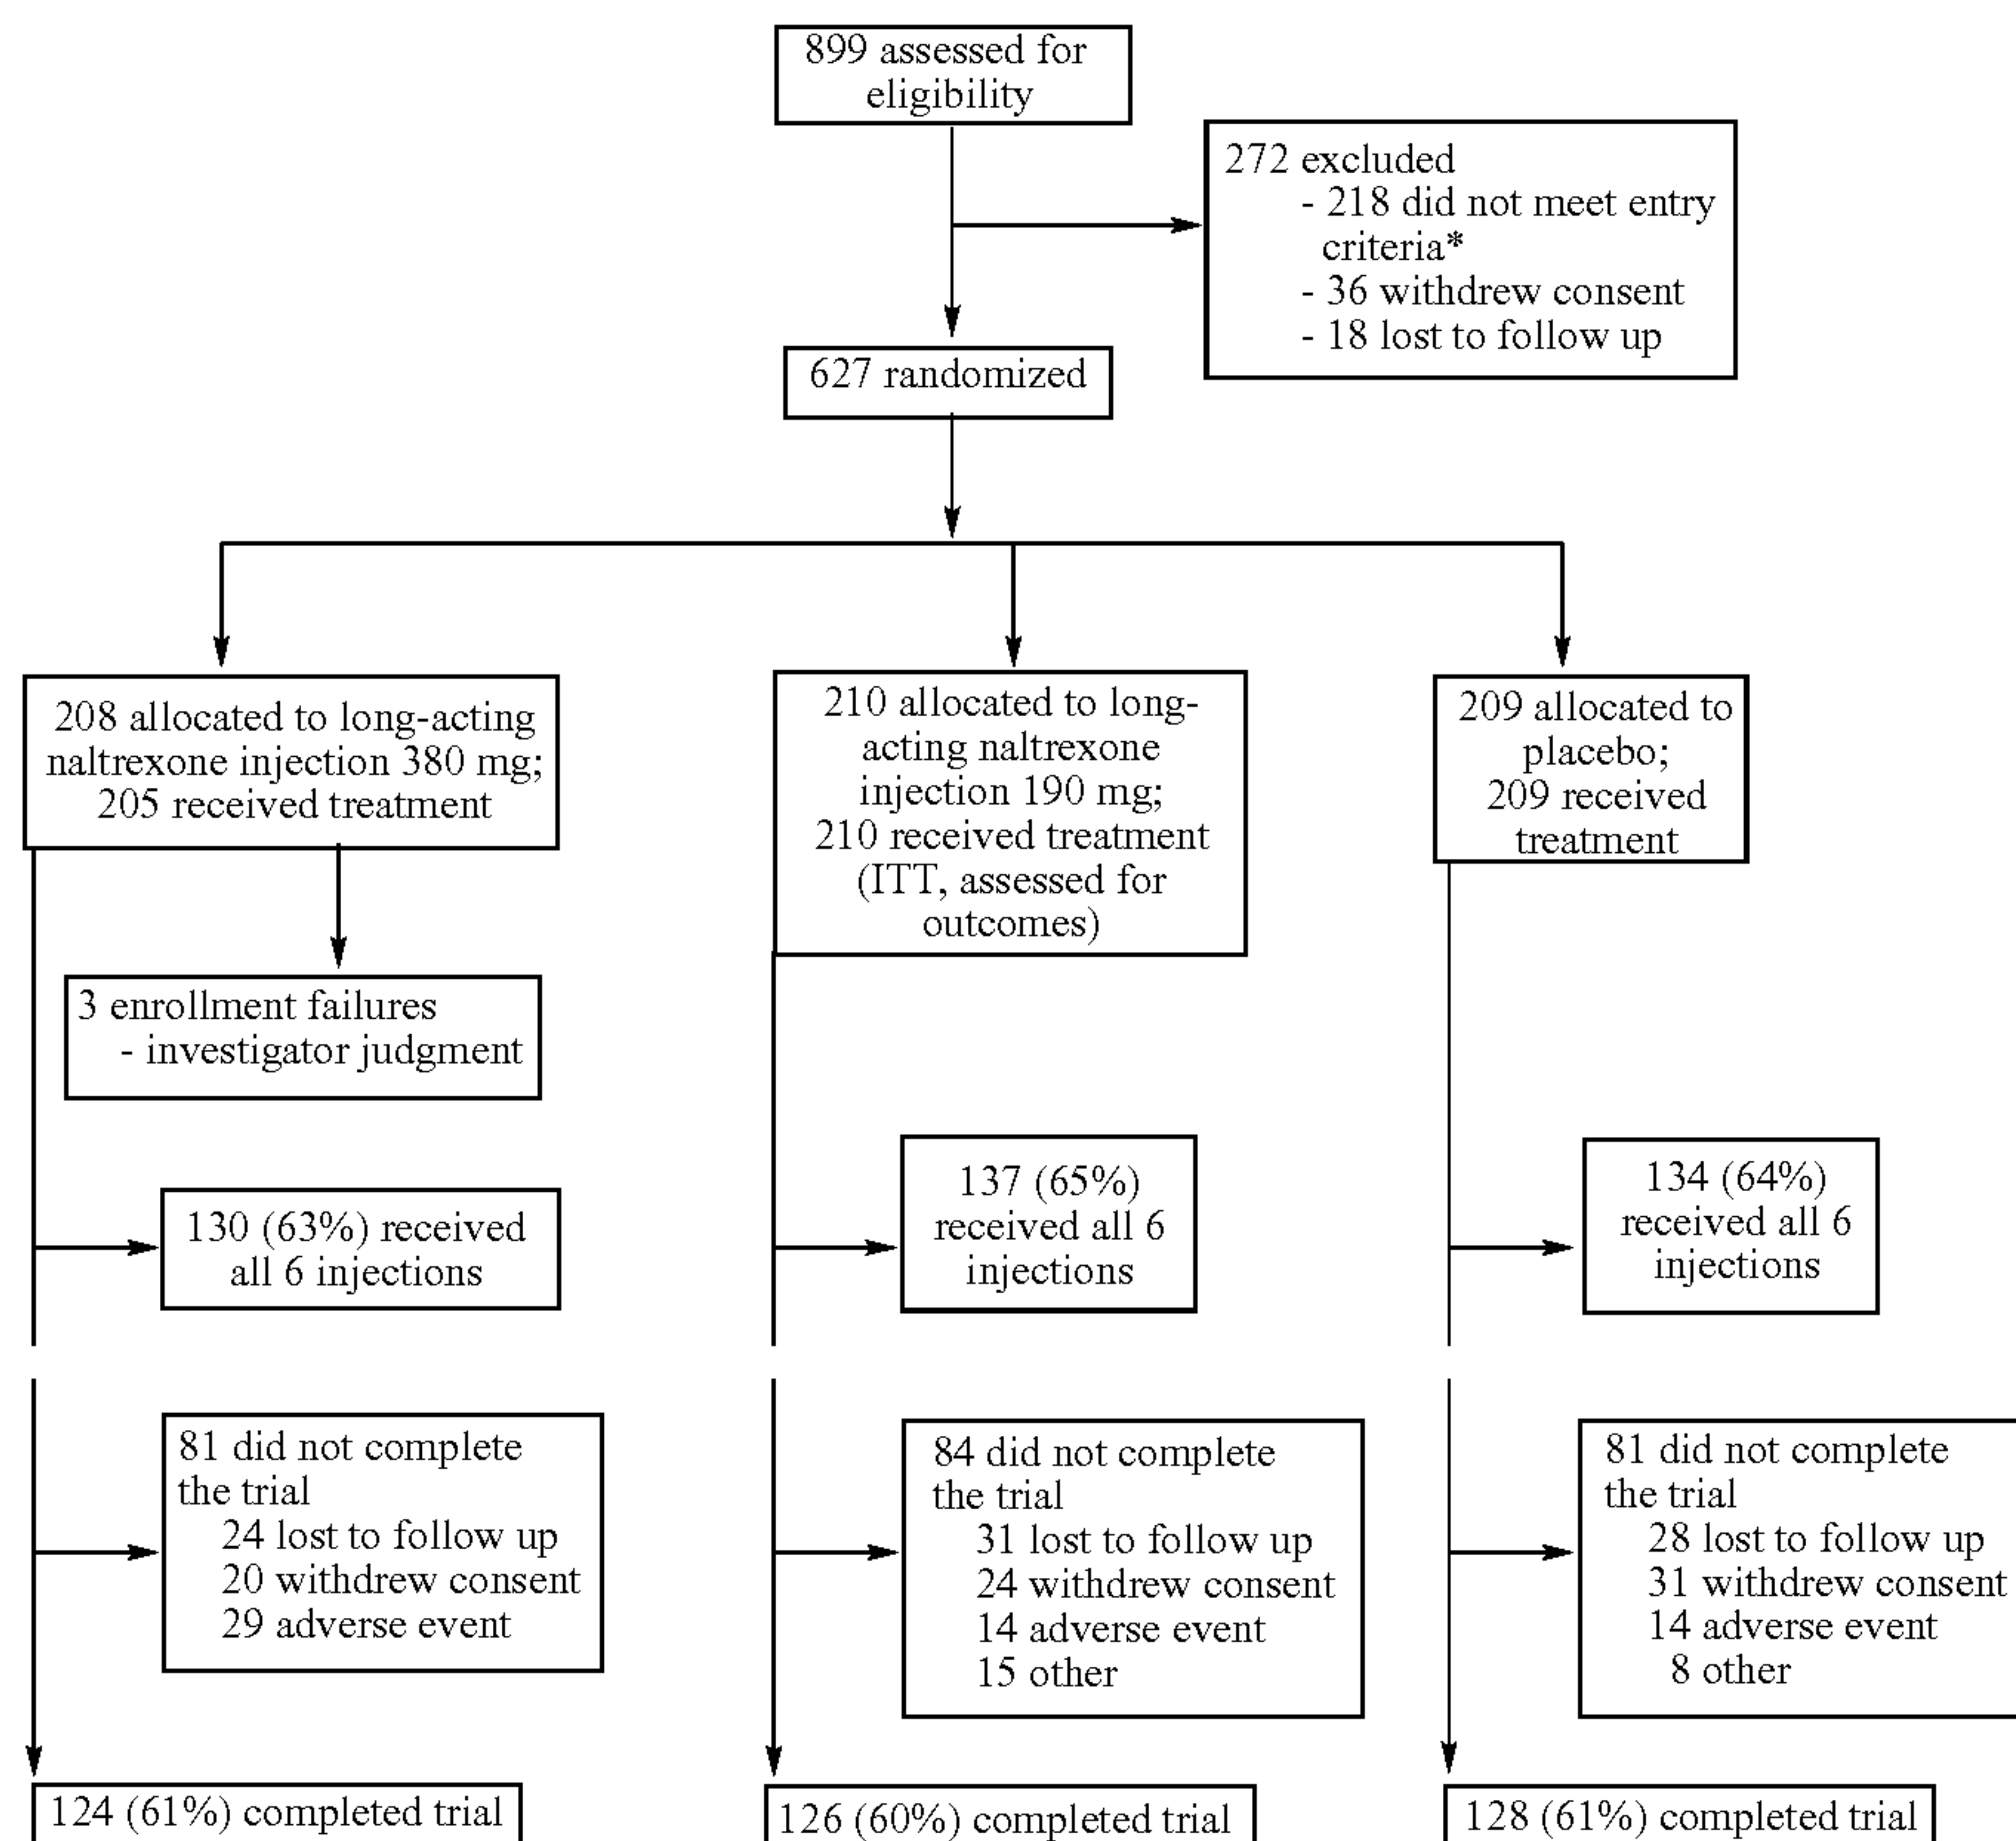 899 assessed for
eligibility
272 excluded
- 218 did not meet entry
criteria*
- 36 withdrew consent
- 18 lost to follow up
627 randomized
208 allocated to long-acting
naltrexone injection 380 mg;
205 received treatment
210 allocated to long-
acting naltrexone
injection 190 mg;
210 received treatment
(ITT, assessed for
outcomes)
209 allocated to
placebo;
209 received
treatment
3 enrollment failures
- investigator judgment
130 (63%) received
all 6 injections
137 (65%)
received all 6
injections
134 (64%)
received all 6
injections
81 did not complete
the trial
24 lost to follow up
20 withdrew consent
29 adverse event
84 did not complete
the trial
31 lost to follow up
24 withdrew consent
14 adverse event
15 other
81 did not complete
the trial
28 lost to follow up
31 withdrew consent
14 adverse event
8 other
124 (61%) completed trial
126 (60%) completed trial
128 (61%) completed trial